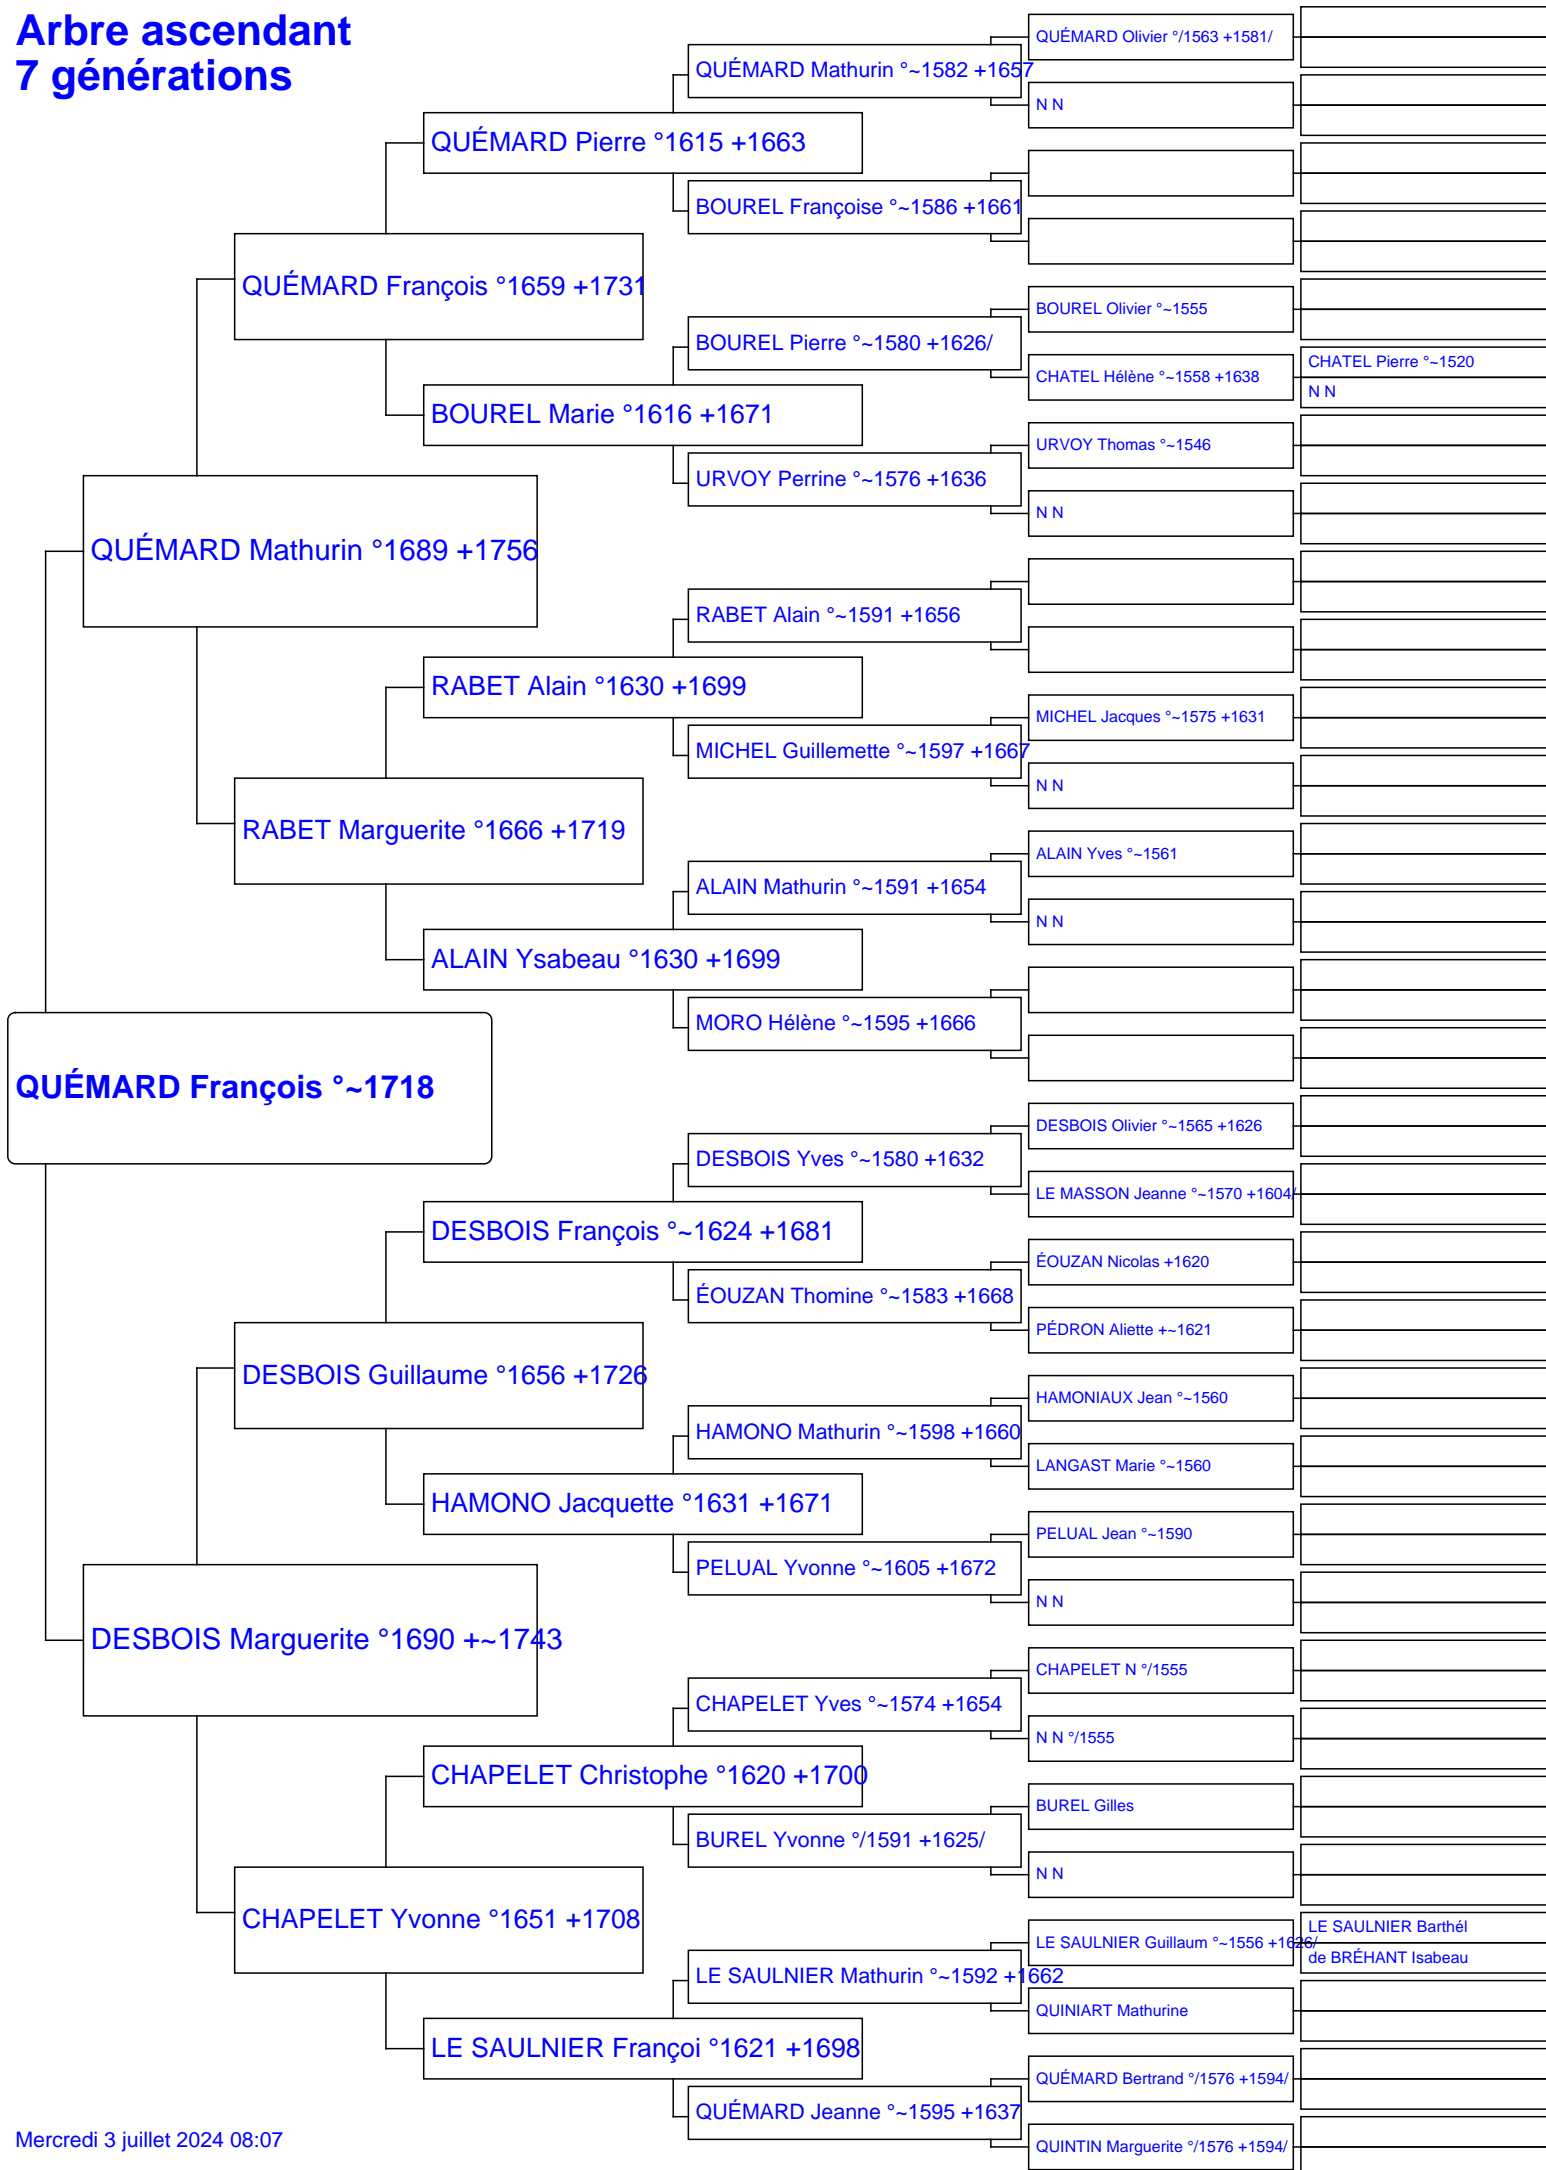 Arbre ascendant
7 générations
QUÉMARD François °~1718
QUÉMARD Mathurin °1689 +1756
DESBOIS Marguerite °1690 +~1743
QUÉMARD François °1659 +1731
RABET Marguerite °1666 +1719
DESBOIS Guillaume °1656 +1726
CHAPELET Yvonne °1651 +1708
QUÉMARD Pierre °1615 +1663
BOUREL Marie °1616 +1671
RABET Alain °1630 +1699
ALAIN Ysabeau °1630 +1699
DESBOIS François °~1624 +1681
HAMONO Jacquette °1631 +1671
CHAPELET Christophe °1620 +1700
LE SAULNIER Françoi °1621 +1698
QUÉMARD Mathurin °~1582 +1657
BOUREL Françoise °~1586 +1661
BOUREL Pierre °~1580 +1626/
URVOY Perrine °~1576 +1636
RABET Alain °~1591 +1656
MICHEL Guillemette °~1597 +1667
ALAIN Mathurin °~1591 +1654
MORO Hélène °~1595 +1666
DESBOIS Yves °~1580 +1632
ÉOUZAN Thomine °~1583 +1668
HAMONO Mathurin °~1598 +1660
PELUAL Yvonne °~1605 +1672
CHAPELET Yves °~1574 +1654
BUREL Yvonne °/1591 +1625/
LE SAULNIER Mathurin °~1592 +1662
QUÉMARD Jeanne °~1595 +1637
QUÉMARD Olivier °/1563 +1581/
N N
BOUREL Olivier °~1555
CHATEL Hélène °~1558 +1638
URVOY Thomas °~1546
N N
MICHEL Jacques °~1575 +1631
N N
ALAIN Yves °~1561
N N
DESBOIS Olivier °~1565 +1626
LE MASSON Jeanne °~1570 +1604/
ÉOUZAN Nicolas +1620
PÉDRON Aliette +~1621
HAMONIAUX Jean °~1560
LANGAST Marie °~1560
PELUAL Jean °~1590
N N
CHAPELET N °/1555
N N °/1555
BUREL Gilles
N N
LE SAULNIER Guillaum °~1556 +1626/
QUINIART Mathurine
QUÉMARD Bertrand °/1576 +1594/
QUINTIN Marguerite °/1576 +1594/
CHATEL Pierre °~1520
N N
LE SAULNIER Barthél
de BRÉHANT Isabeau
Mercredi 3 juillet 2024 08:07